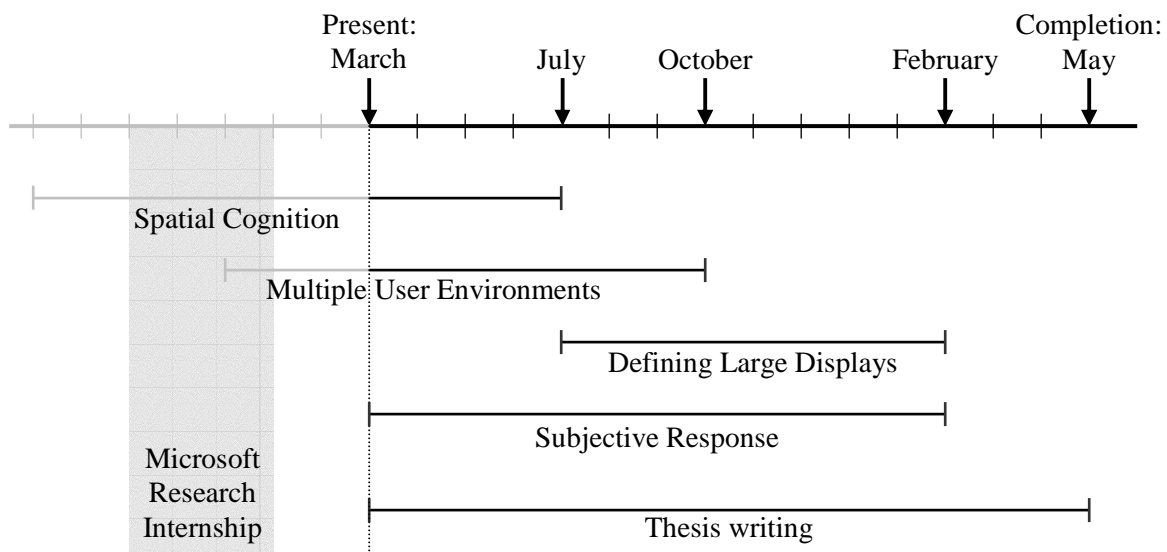 Present:
March
July
October
February
Completion:
May
Spatial Cognition
Multiple User Environments
Defining Large Displays
Subjective Response
Microsoft
Research
Internship
Thesis writing